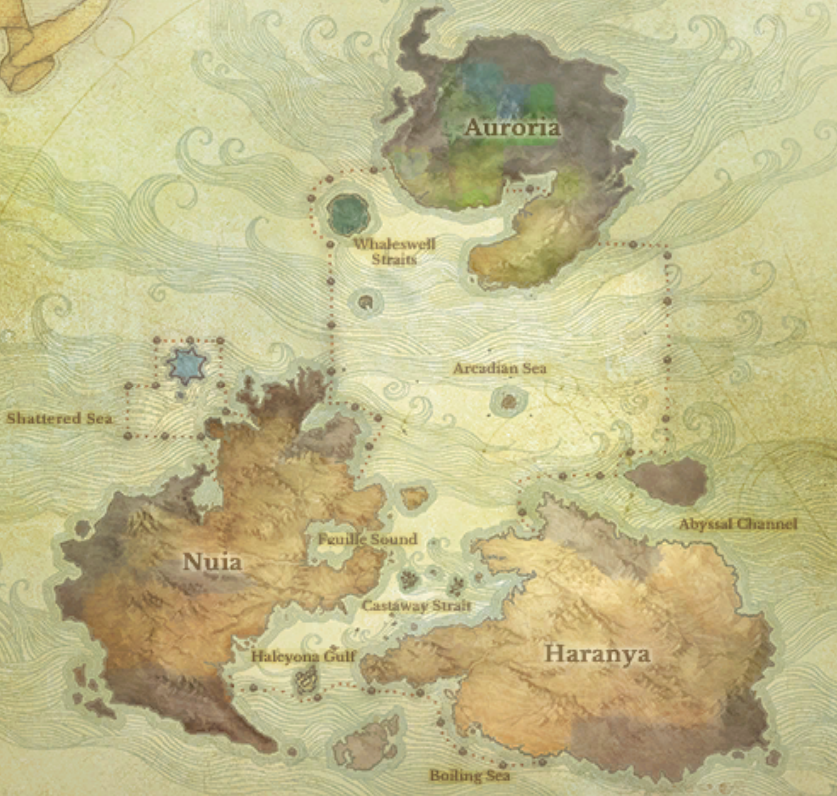 Auroria
Whaleswell
Straits
Arcadian Sea
Shattered Sea
Abyssal Channel
Feuille Sound
Nuia
Castaway Strait
Haranya
Halcyona Gulf
Boiling Sea